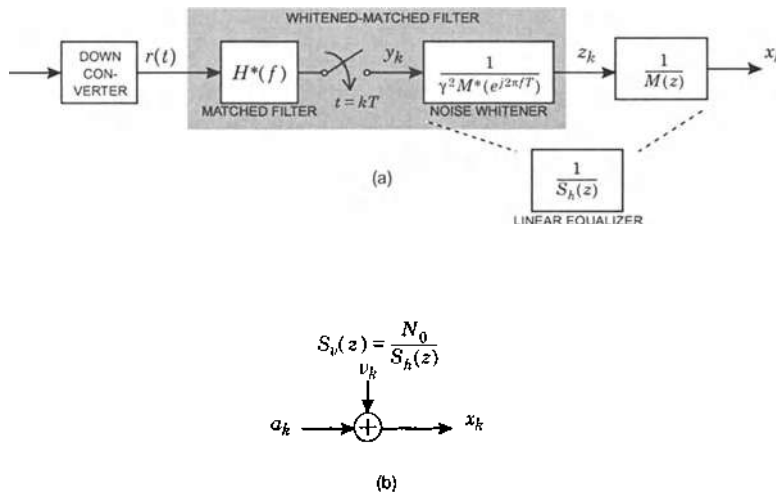 WHITENED-MATCHED FILTER
DOWN
CON-
VERTER
r(t)
H*(f)
MATCHED FILTER
t = kT
y_k
1
γ²M*(e^{j2πfT})
NOISE WHITENER
z_k
1
M(z)
(a)
1
S_h(z)
LINEAR EQUALIZER
S_ν(z) = N_0
S_h(z)
ν_k
a_k
+
x_k
(b)